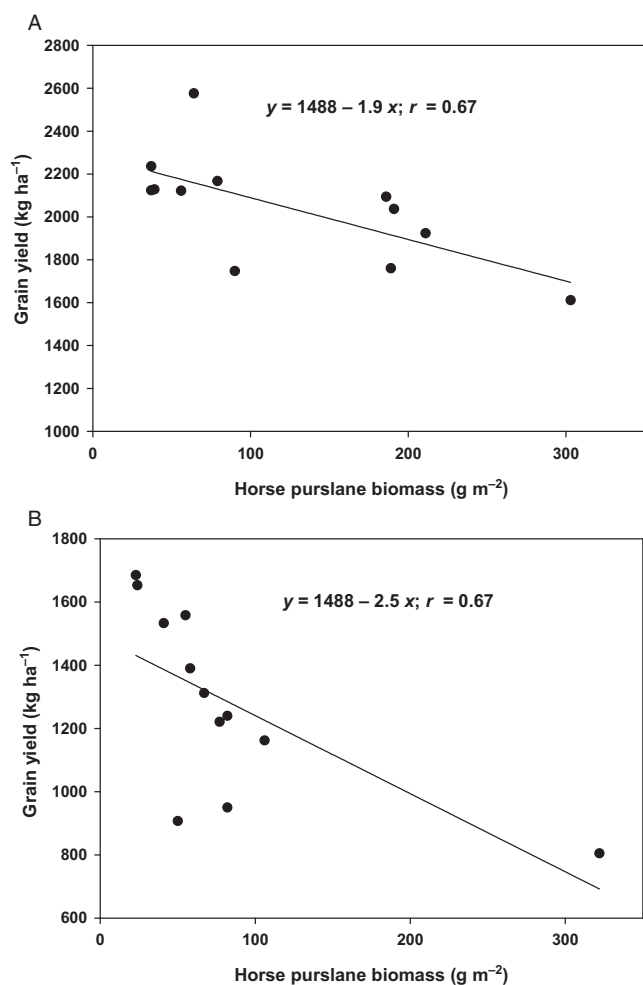 A
2800
2600
2400
2200
2000
1800
1600
1400
1200
1000
Grain yield (kg ha⁻¹)
y = 1488 – 1.9 x; r = 0.67
0 100 200 300
Horse purslane biomass (g m⁻²)
B
1800
1600
1400
1200
1000
800
600
Grain yield (kg ha⁻¹)
y = 1488 – 2.5 x; r = 0.67
0 100 200 300
Horse purslane biomass (g m⁻²)